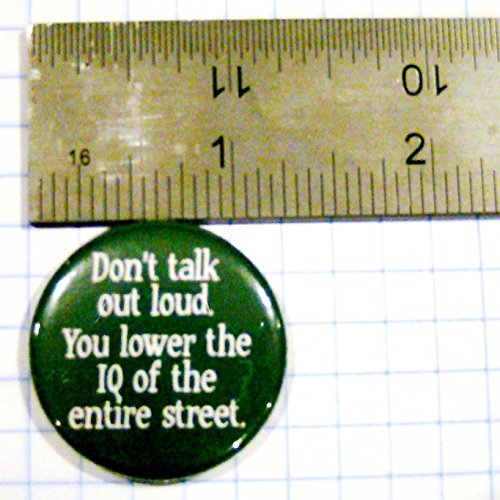 11 10
16 1 2
Don't talk
out loud.
You lower the
IQ of the
entire street.